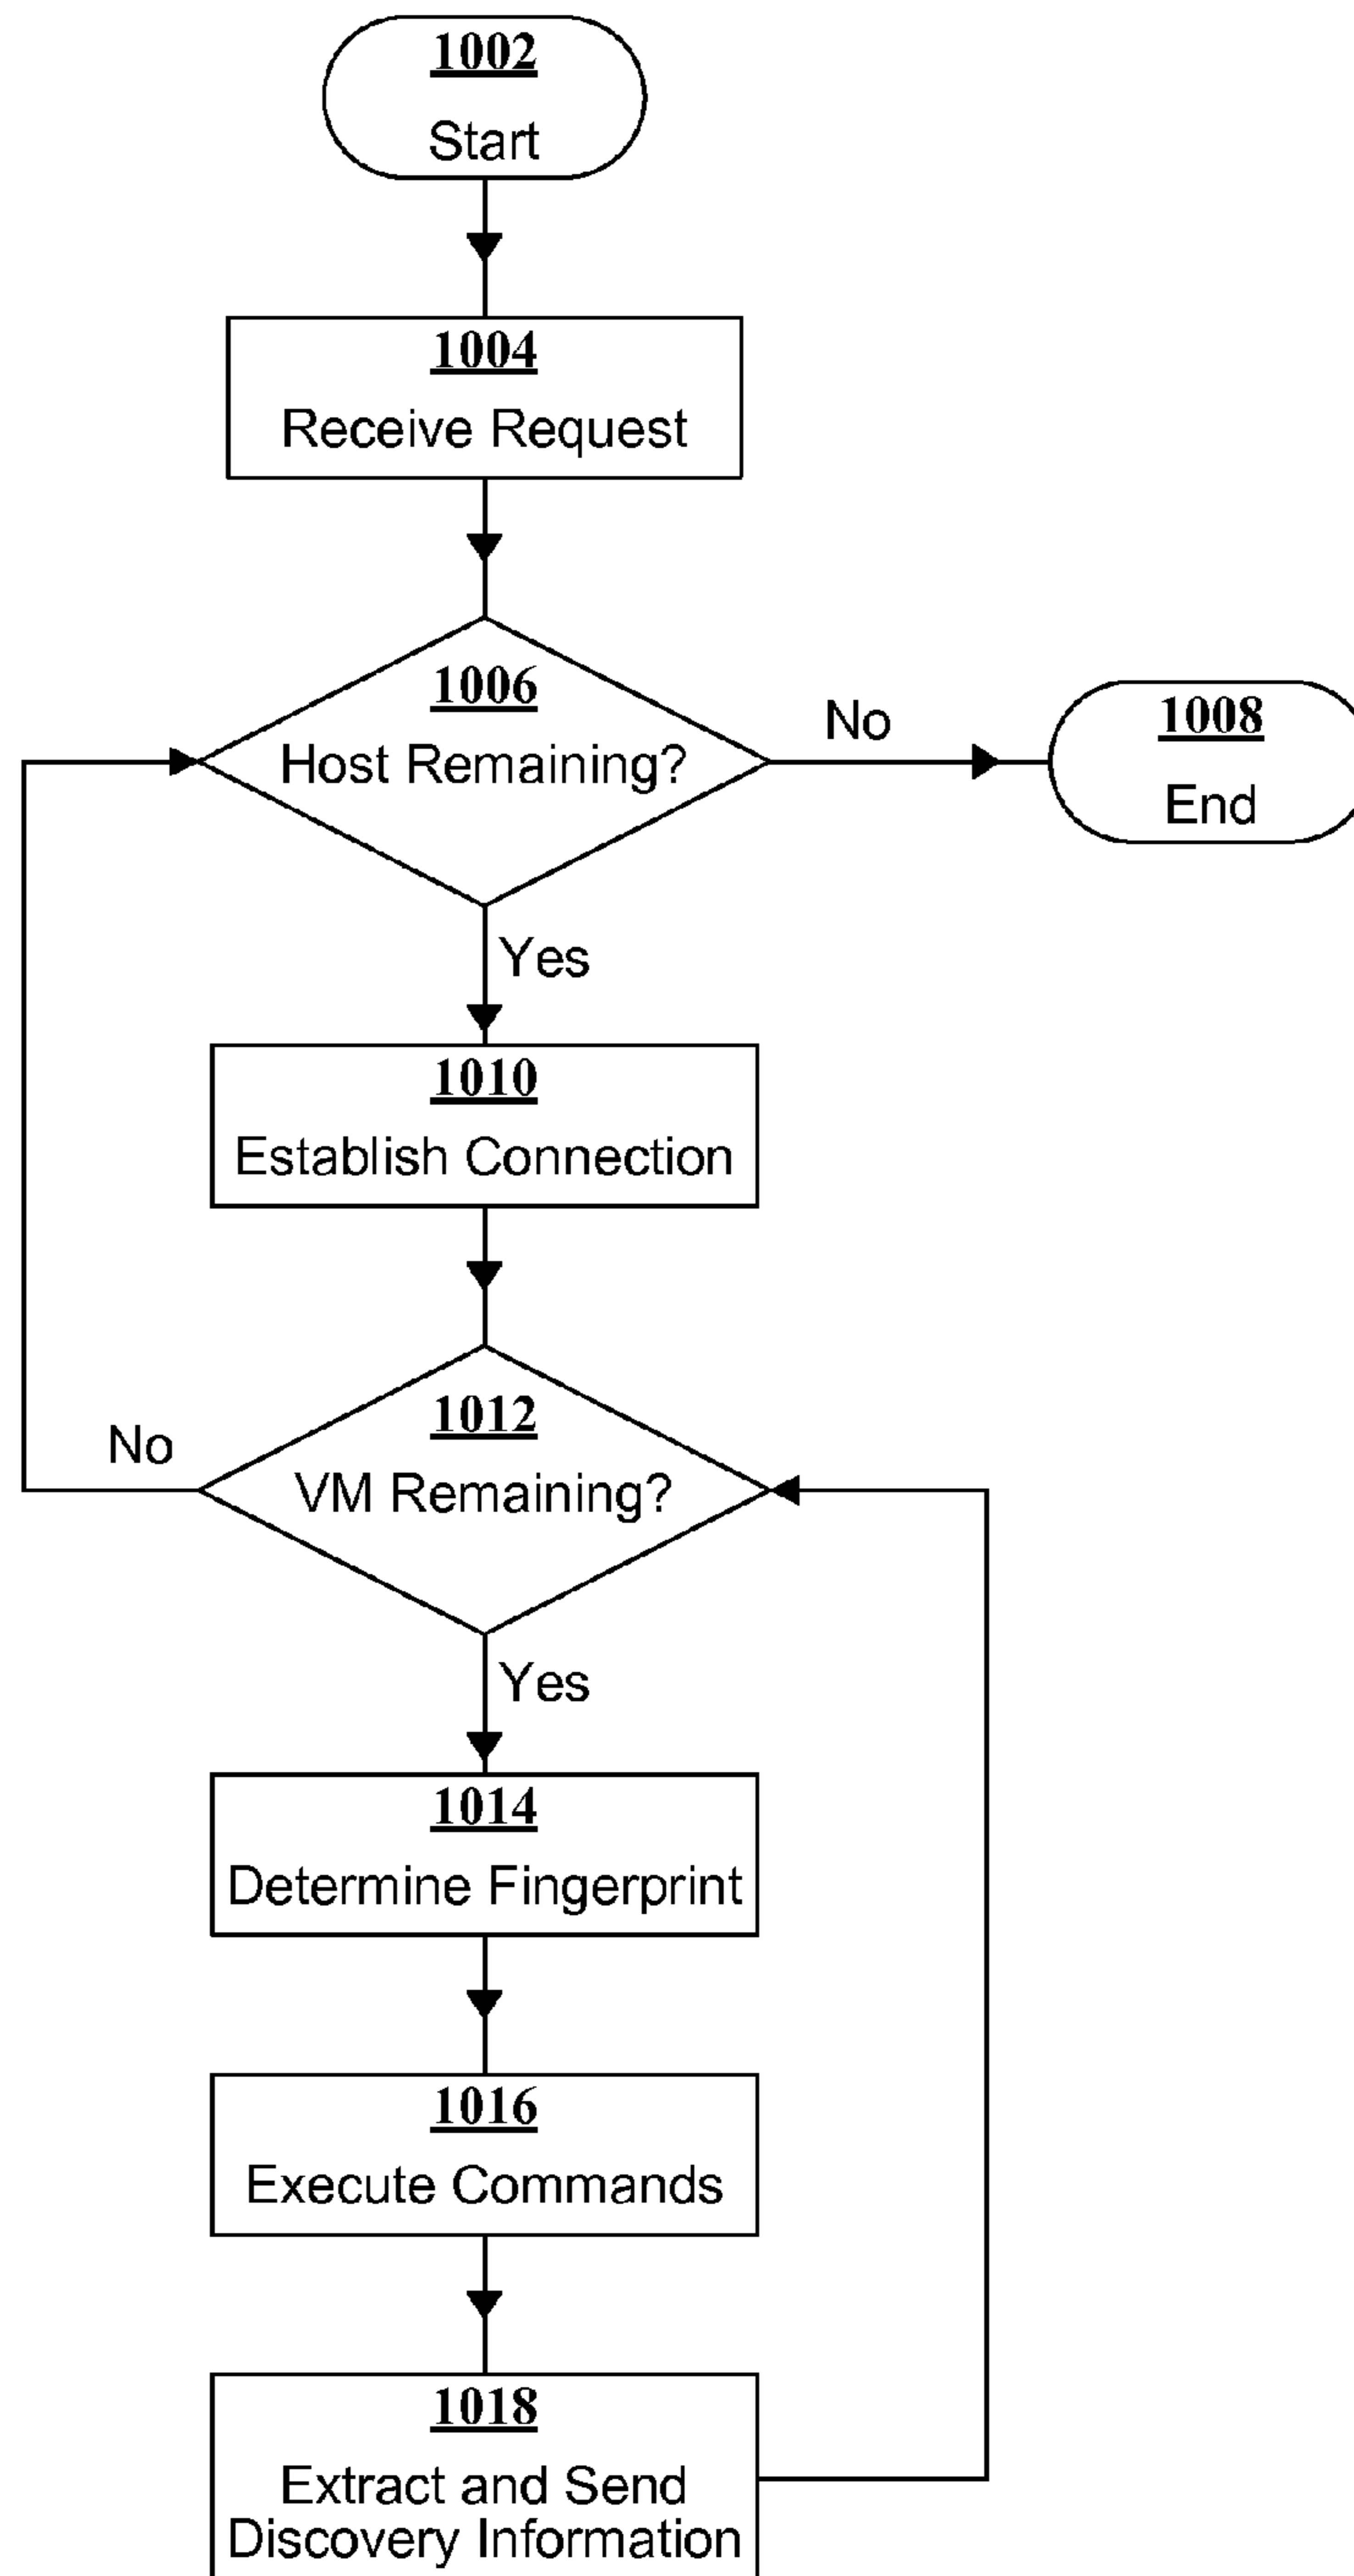 1002
Start
1004
Receive Request
1006
Host Remaining?
No
1008
End
Yes
1010
Establish Connection
1012
VM Remaining?
No
Yes
1014
Determine Fingerprint
1016
Execute Commands
1018
Extract and Send
Discovery Information